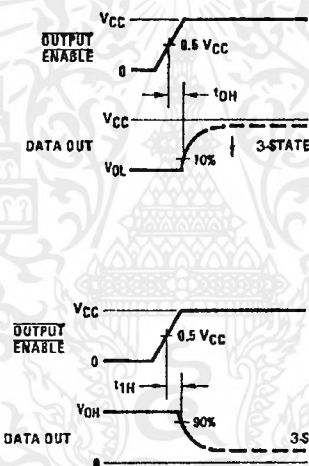 VCC
OUTPUT
ENABLE
0.5 VCC
0
tOH
VCC
DATA OUT
3-STATE
10%
VOL
VCC
OUTPUT
ENABLE
0.5 VCC
0
t1H
VOH
90%
DATA OUT
3-S
0